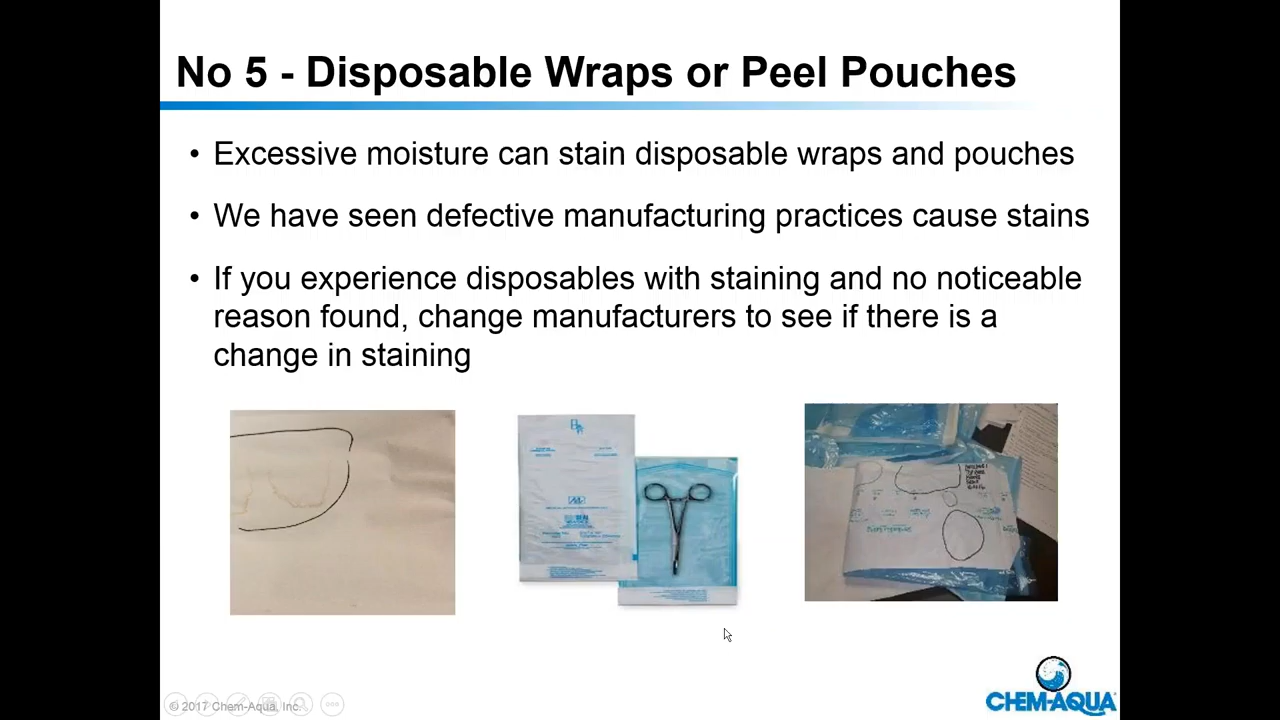 No 5 - Disposable Wraps or Peel Pouches
• Excessive moisture can stain disposable wraps and pouches
• We have seen defective manufacturing practices cause stains
• If you experience disposables with staining and no noticeable
reason found, change manufacturers to see if there is a
change in staining
© 2017 Chem-Aqua, Inc.
CHEM-AQUA